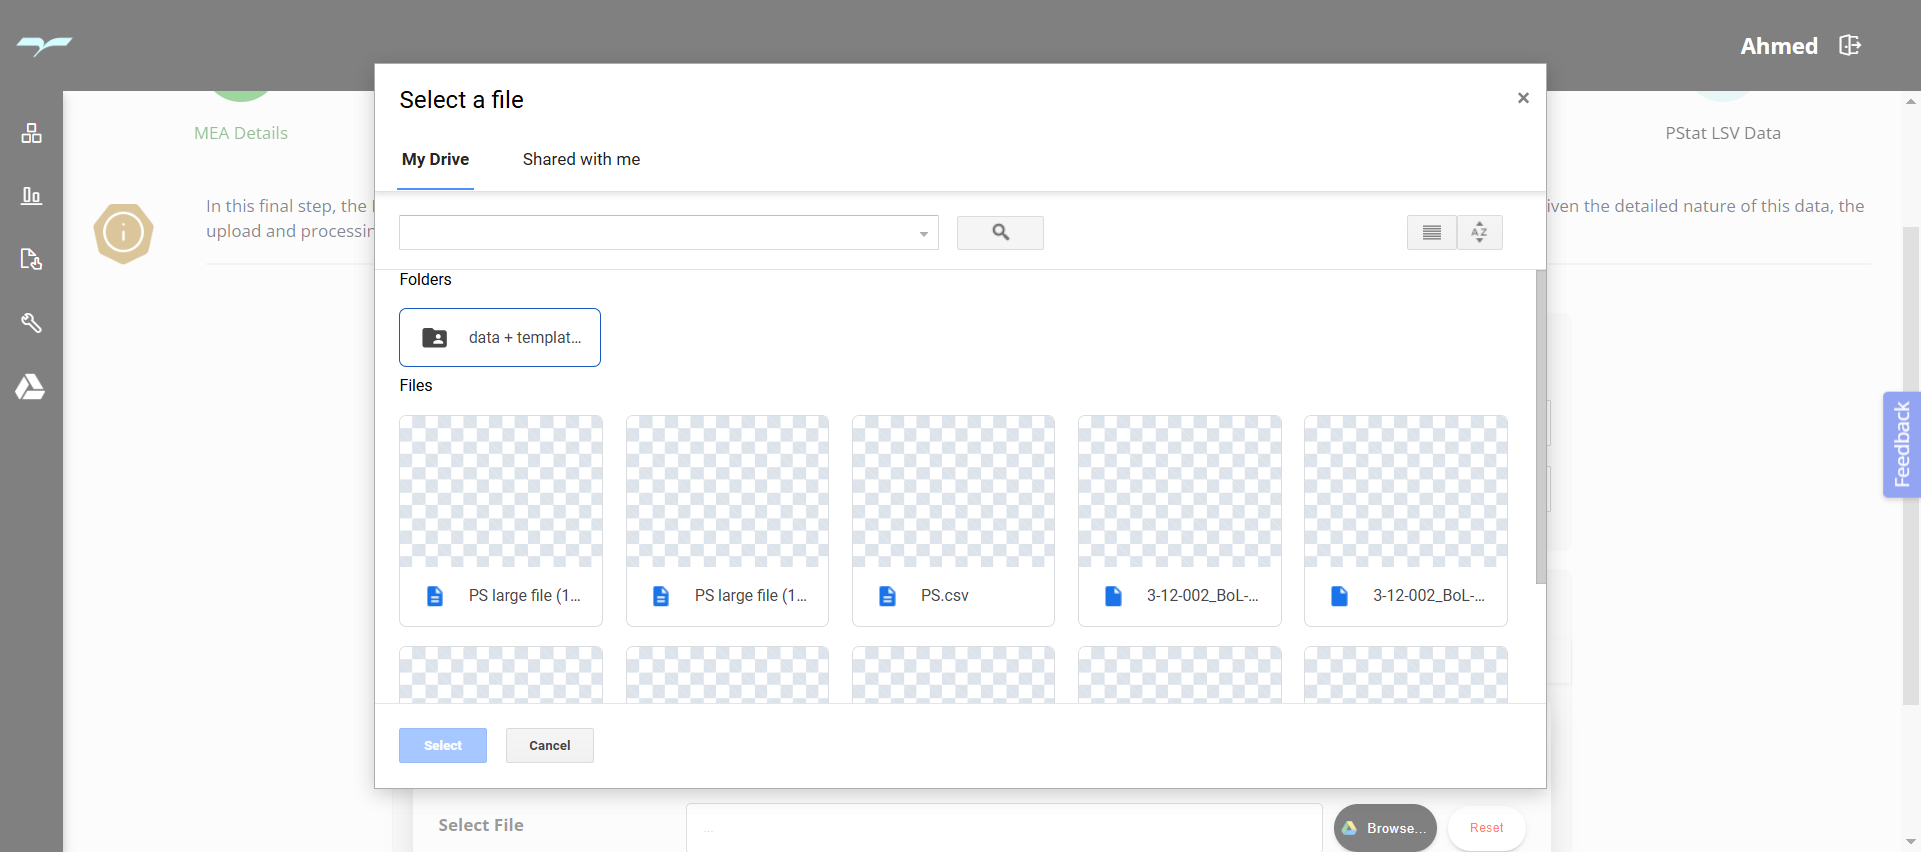 Ahmed
Select a file
×
MEA Details
PStat LSV Data
My Drive
Shared with me
In this final step, the
iven the detailed nature of this data, the
upload and processin
AZ
Folders
data + templat...
Files
Feedback
PS large file (1...
PS large file (1...
PS.csv
3-12-002_BoL-...
3-12-002_BoL-...
Select
Cancel
Select File
...
Browse...
Reset